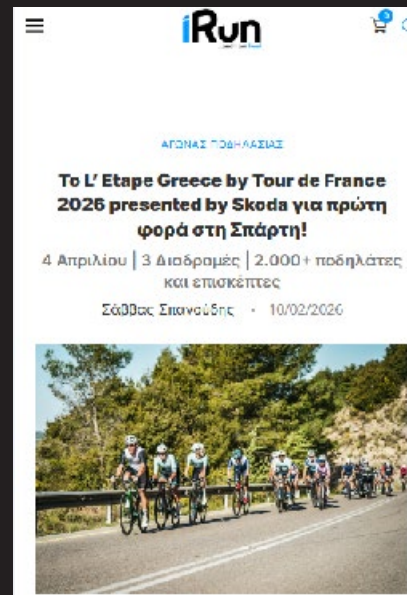 iRun
0
ΑΓΩΝΑΣ ΠΟΔΗΛΑΣΙΑΣ
Το L’ Etape Greece by Tour de France
2026 presented by Skoda για πρώτη
φορά στη Σπάρτη!
4 Απριλίου | 3 Διαδρομές | 2.000+ ποδηλάτες
και επισκέπτες
Σάββας Σπανούδης - 10/02/2026